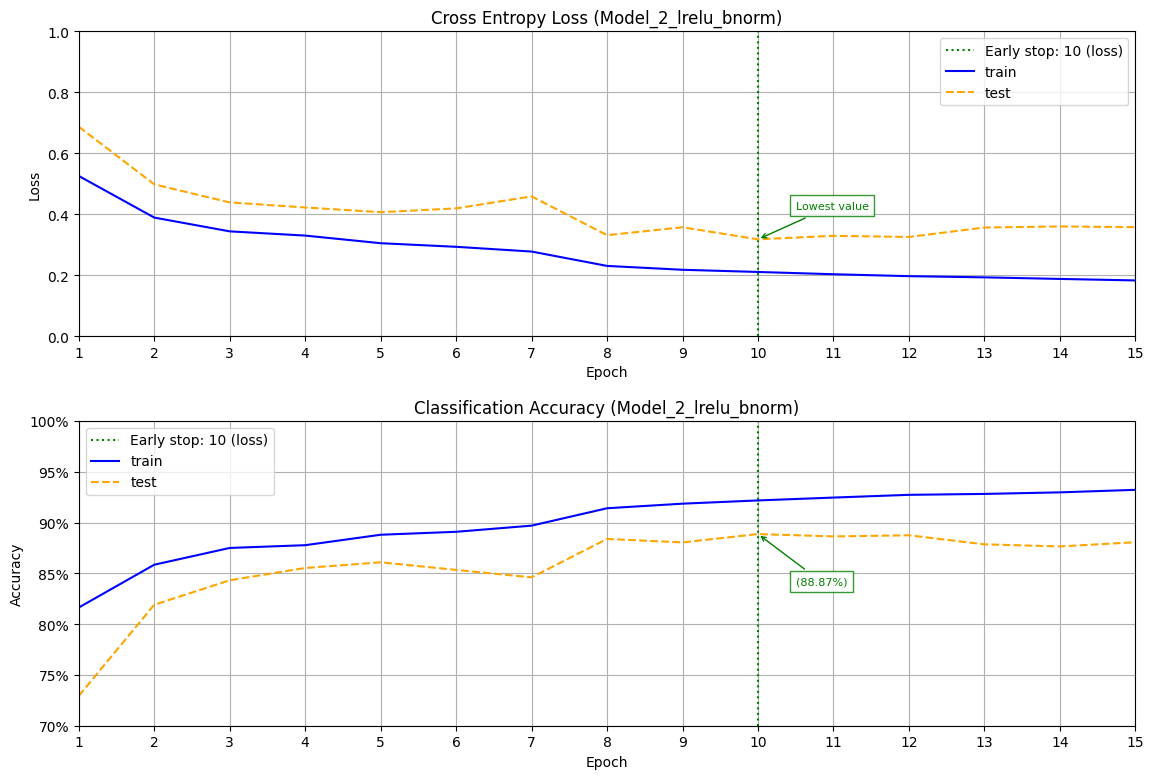 Cross Entropy Loss (Model_2_lrelu_bnorm)
1.0
0.8
0.6
0.4
0.2
0.0
Loss
Early stop: 10 (loss)
train
test
Lowest value
1 2 3 4 5 6 7 8 9 10 11 12 13 14 15
Epoch
Classification Accuracy (Model_2_lrelu_bnorm)
100%
95%
90%
85%
80%
75%
70%
Accuracy
Early stop: 10 (loss)
train
test
(88.87%)
1 2 3 4 5 6 7 8 9 10 11 12 13 14 15
Epoch